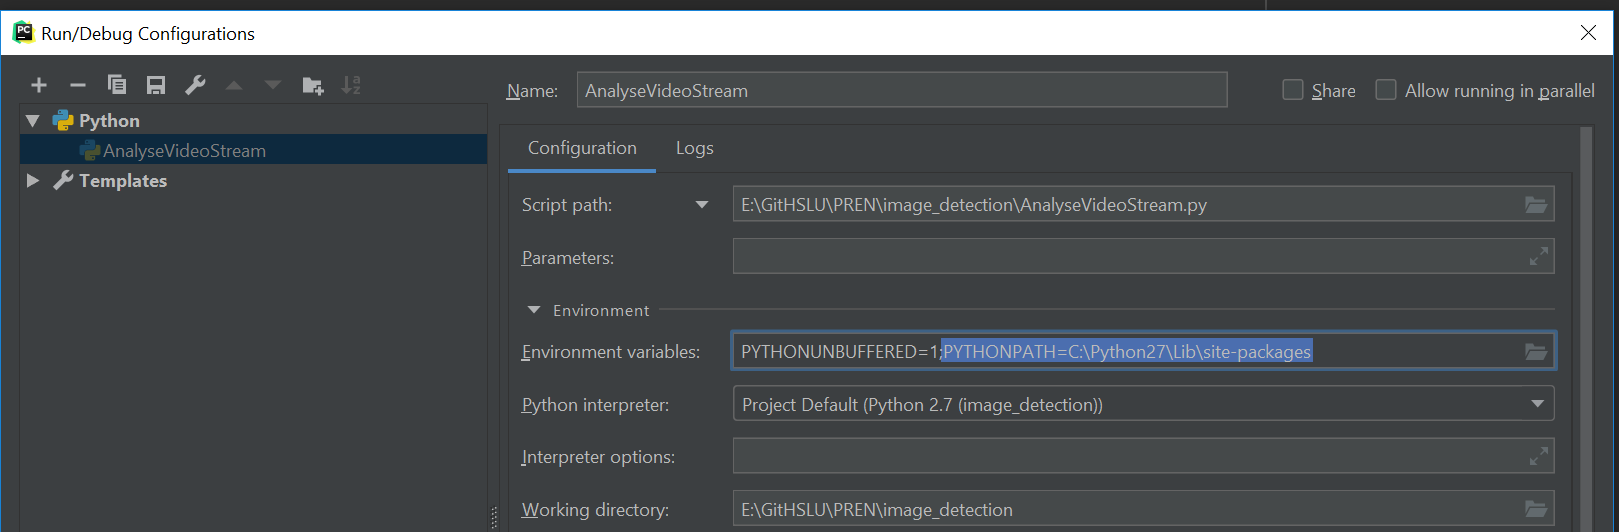 Run/Debug Configurations
Name: AnalyseVideoStream Share Allow running in parallel
Python
AnalyseVideoStream
Templates
Configuration Logs
Script path: E:\GitHSLU\PREN\image_detection\AnalyseVideoStream.py
Parameters:
Environment
Environment variables: PYTHONUNBUFFERED=1;PYTHONPATH=C:\Python27\Lib\site-packages
Python interpreter: Project Default (Python 2.7 (image_detection))
Interpreter options:
Working directory: E:\GitHSLU\PREN\image_detection